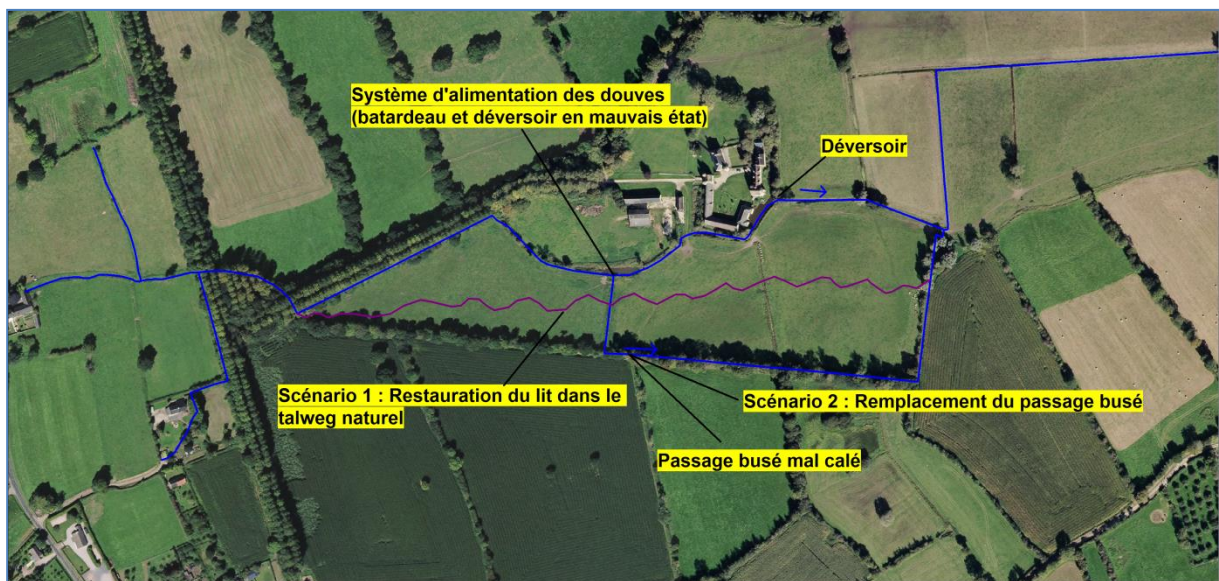 Système d'alimentation des douves
(batardeau et déversoir en mauvais état)
Déversoir
Scénario 1 : Restauration du lit dans le
talweg naturel
Scénario 2 : Remplacement du passage busé
Passage busé mal calé